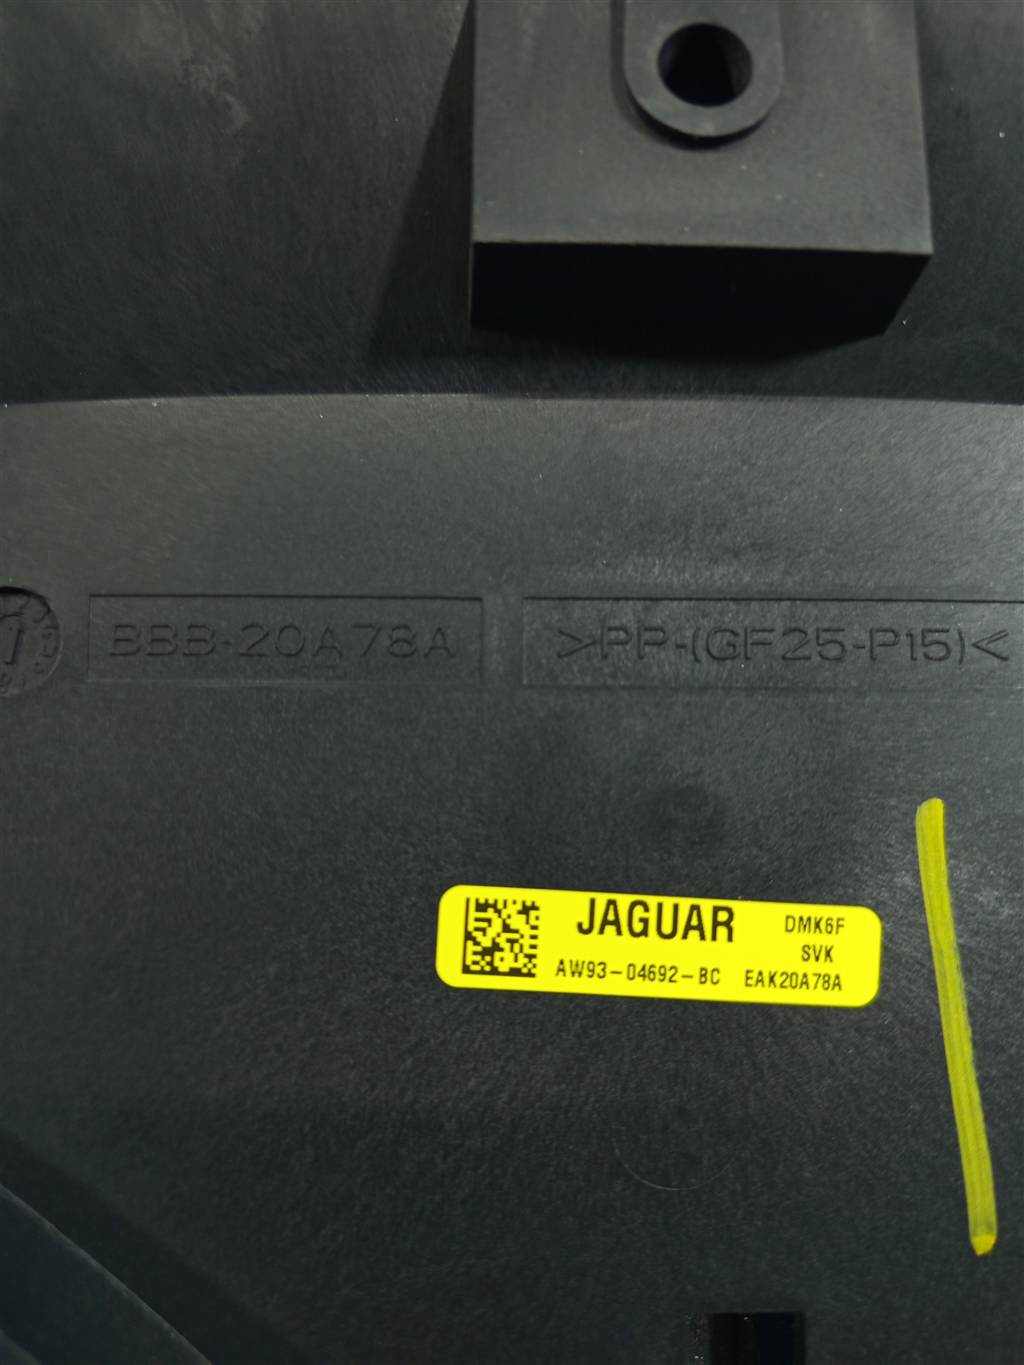 BBB-20A78A
>PP-(GF25-P15)<
JAGUAR
DMK6F
SVK
AW93-04692-BC EAK20A78A